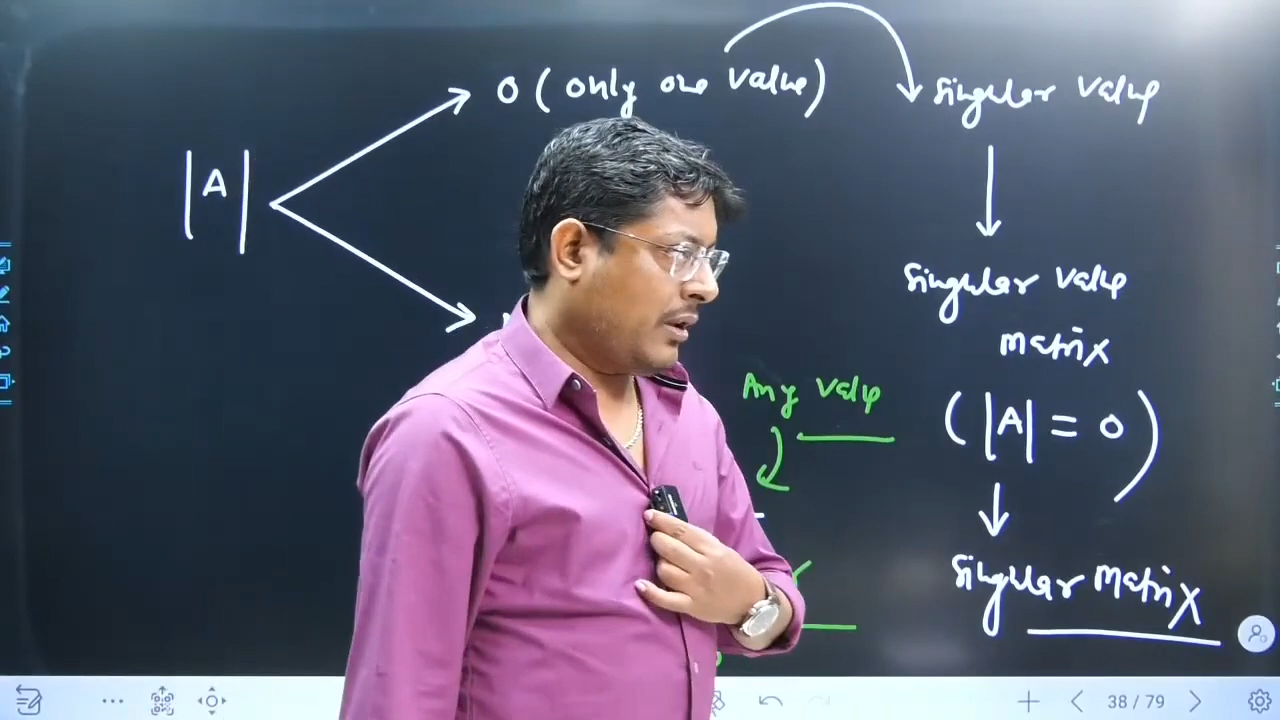 |A|
0 (only one value)
singular value
singular value
matrix
(|A| = 0)
singular matrix
Any value
38 / 79